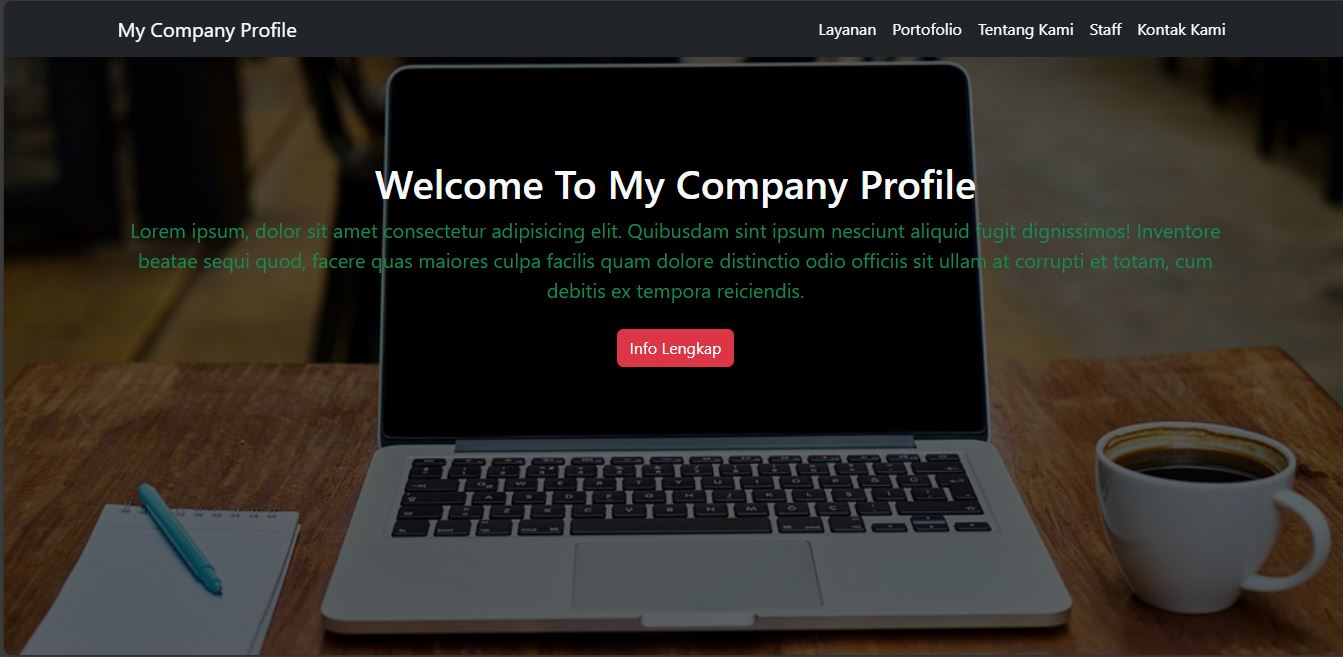 My Company Profile
Layanan Portofolio Tentang Kami Staff Kontak Kami
Welcome To My Company Profile
Lorem ipsum, dolor sit amet consectetur adipisicing elit. Quibusdam sint ipsum nesciunt aliquid fugit dignissimos! Inventore
beatae sequi quod, facere quas maiores culpa facilis quam dolore distinctio odio officiis sit ullam at corrupti et totam, cum
debitis ex tempora reiciendis.
Info Lengkap